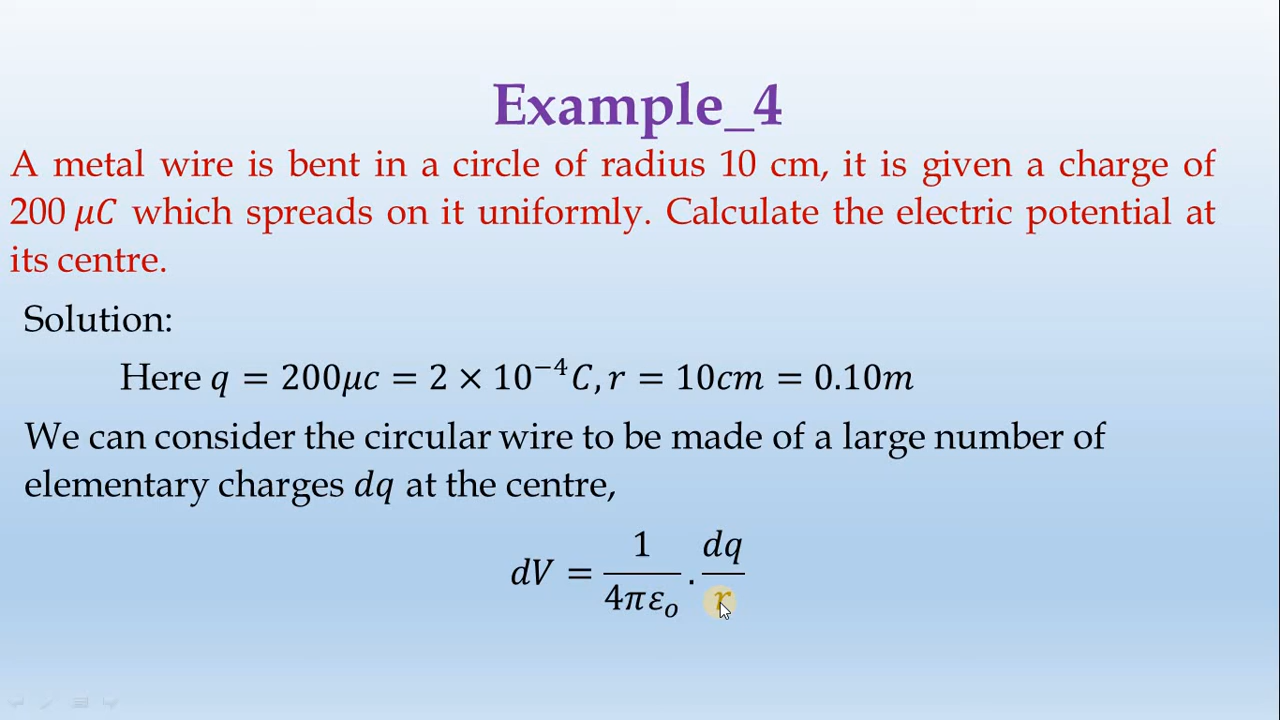 Example_4
A metal wire is bent in a circle of radius 10 cm, it is given a charge of
200 𝜇𝐶 which spreads on it uniformly. Calculate the electric potential at
its centre.
Solution:
Here 𝑞 = 200𝜇𝑐 = 2 × 10⁻⁴𝐶, 𝑟 = 10𝑐𝑚 = 0.10𝑚
We can consider the circular wire to be made of a large number of
elementary charges 𝑑𝑞 at the centre,
𝑑𝑉 = 1/4𝜋𝜀ₒ . 𝑑𝑞/𝑟